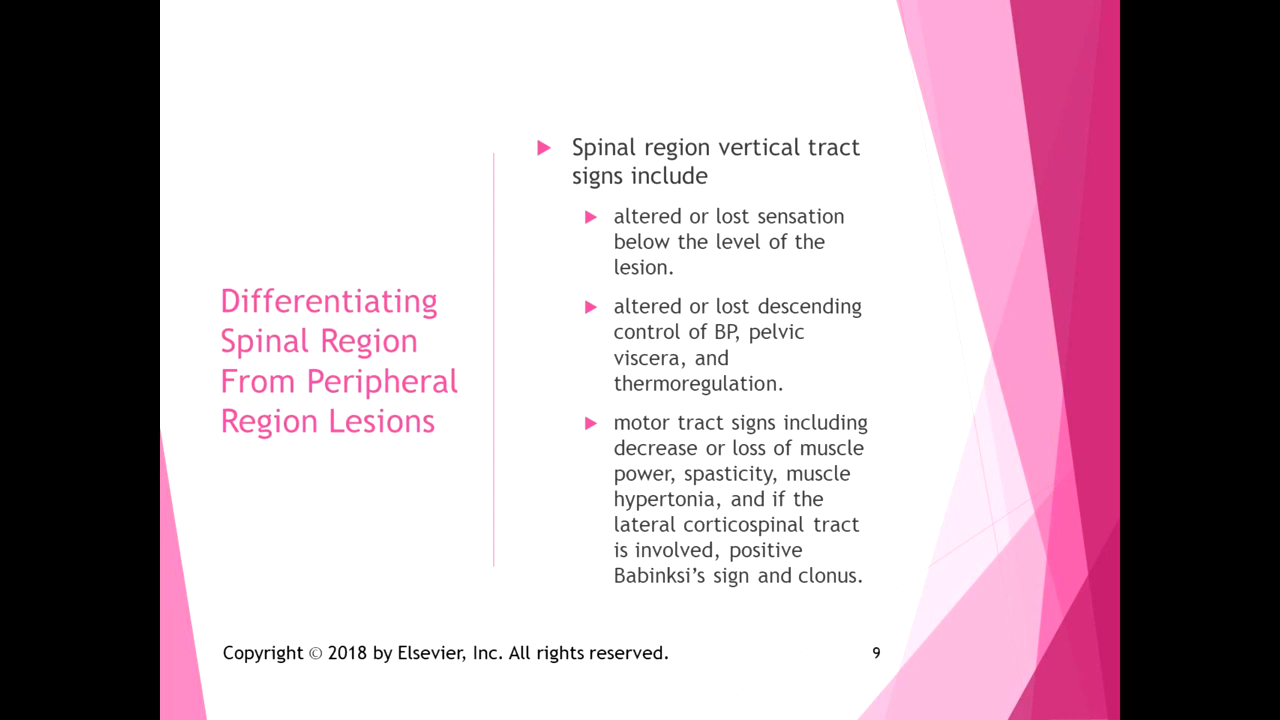 Differentiating
Spinal Region
From Peripheral
Region Lesions
Spinal region vertical tract
signs include
altered or lost sensation
below the level of the
lesion.
altered or lost descending
control of BP, pelvic
viscera, and
thermoregulation.
motor tract signs including
decrease or loss of muscle
power, spasticity, muscle
hypertonia, and if the
lateral corticospinal tract
is involved, positive
Babinksi’s sign and clonus.
Copyright © 2018 by Elsevier, Inc. All rights reserved.
9